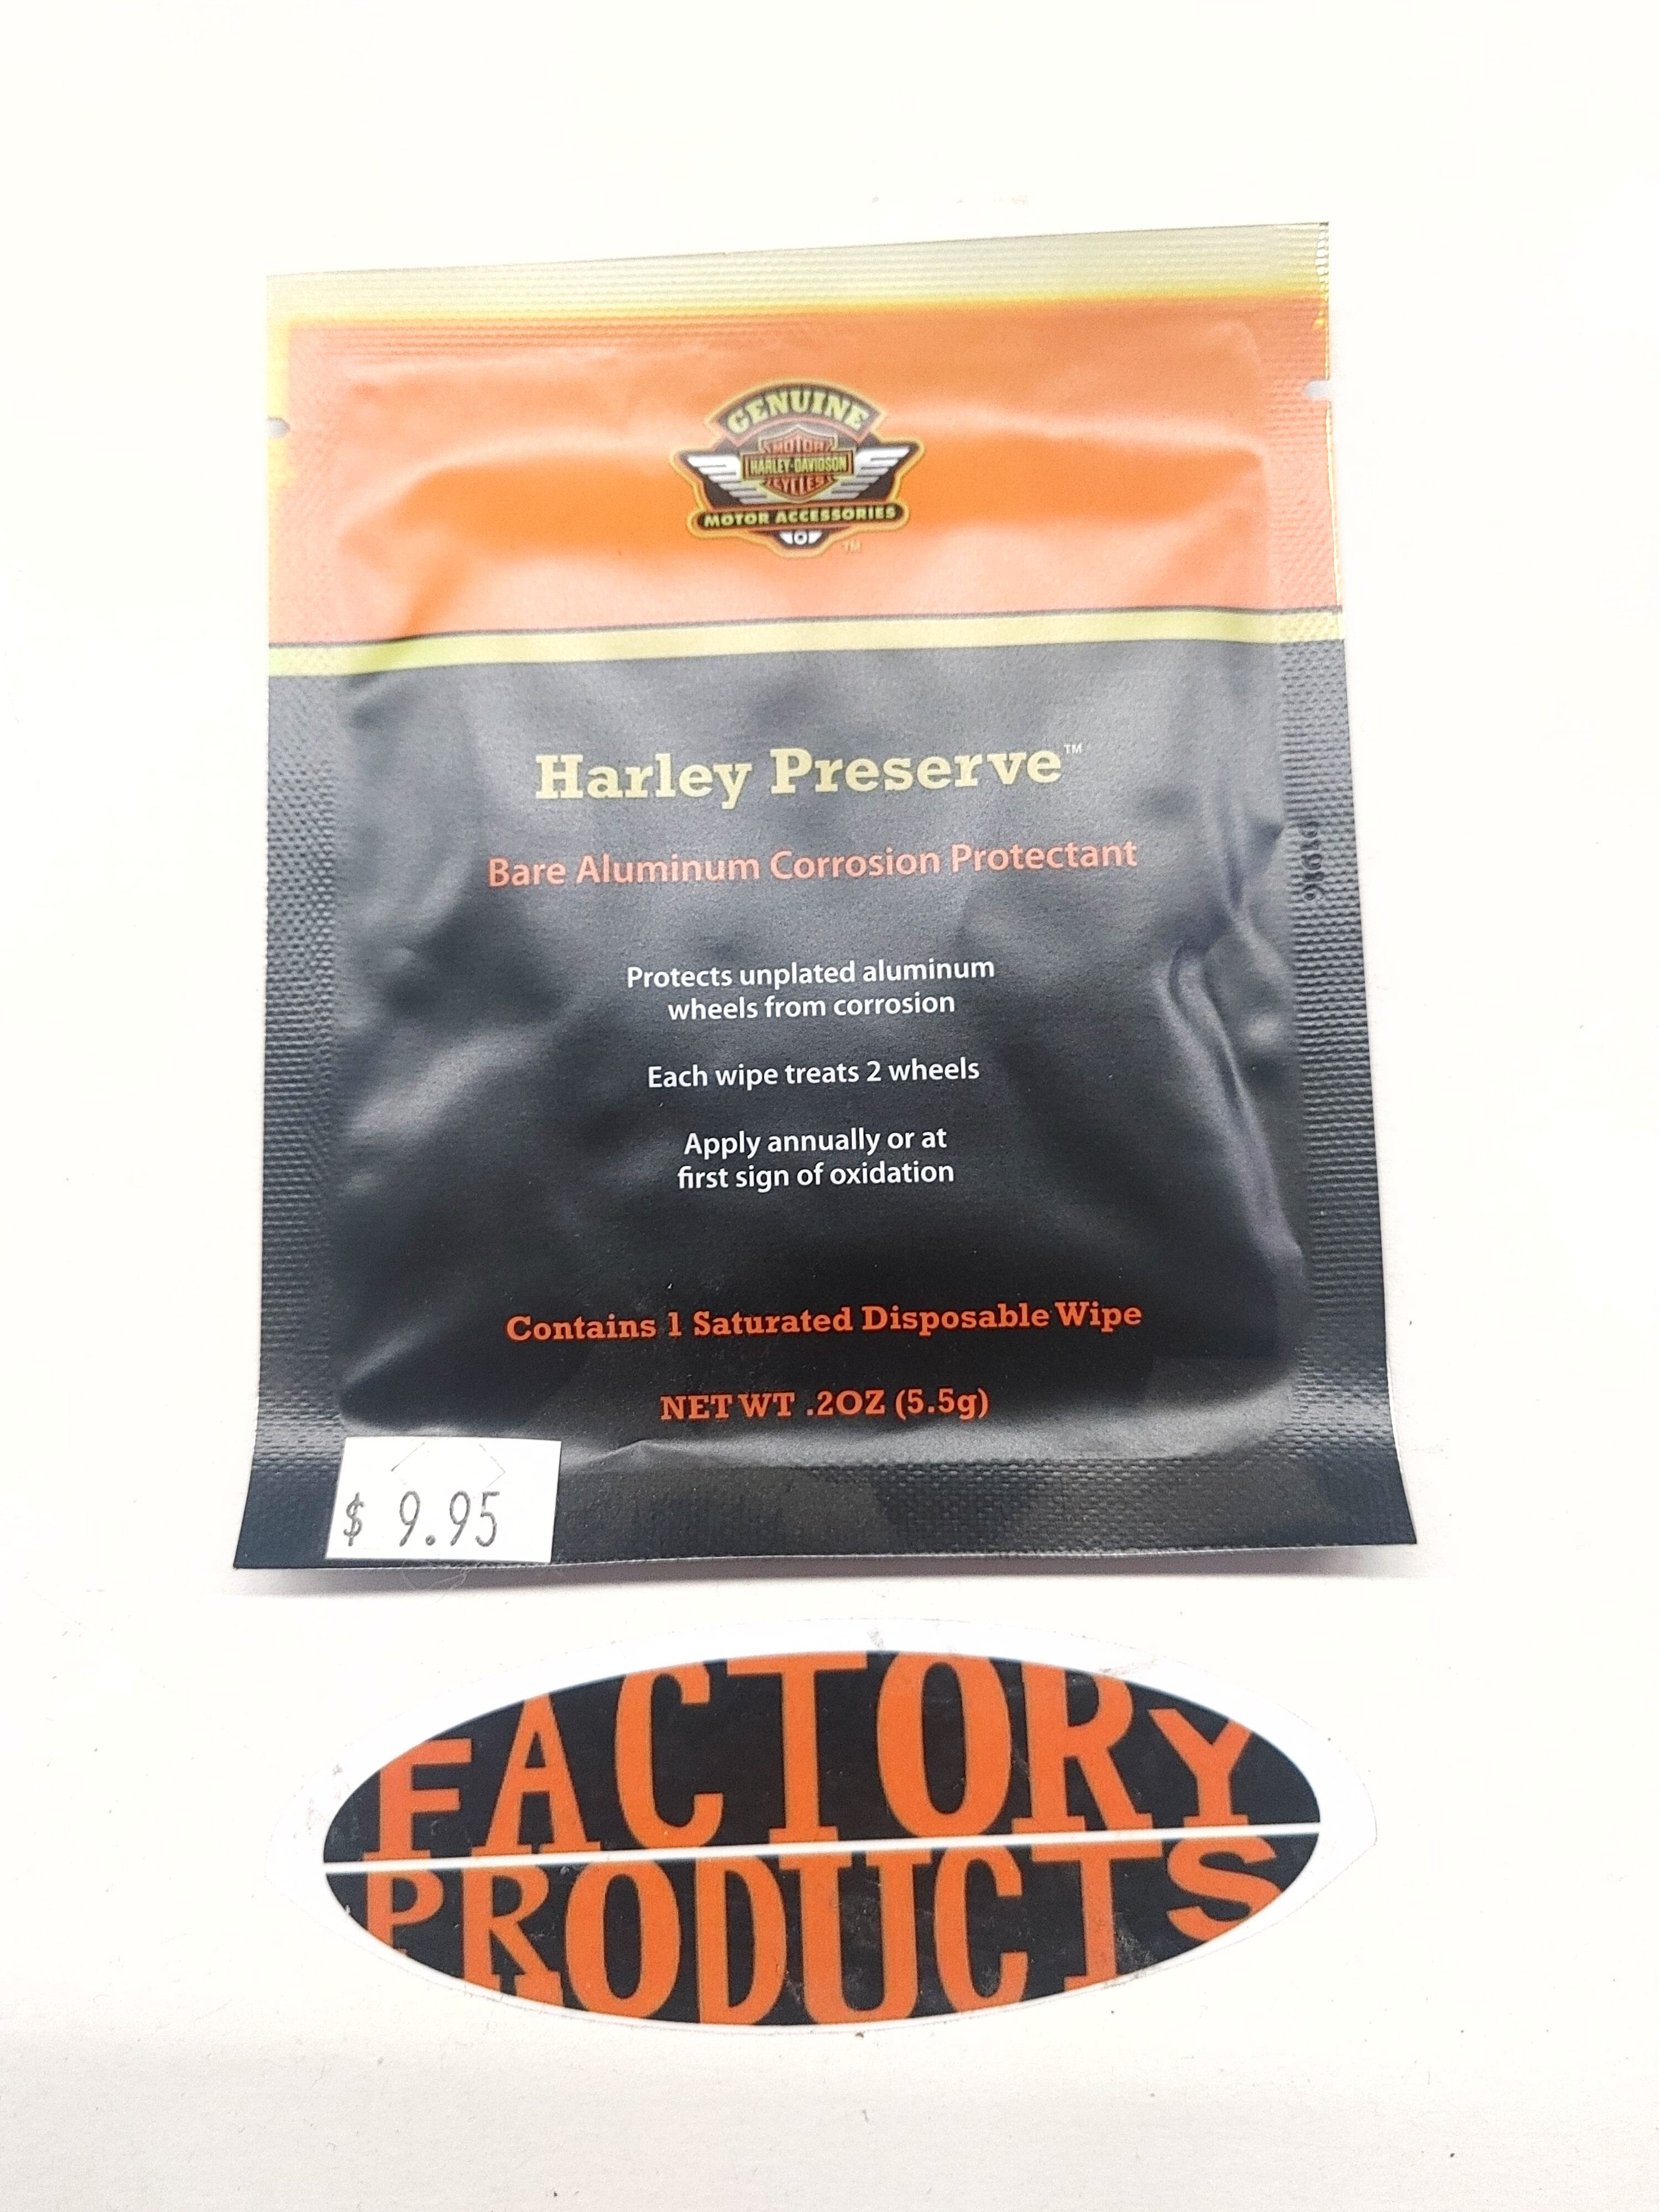 GENUINE
MOTOR
HARLEY-DAVIDSON
CYCLES
MOTOR ACCESSORIES
TM
Harley Preserve™
Bare Aluminum Corrosion Protectant
Protects unplated aluminum
wheels from corrosion
Each wipe treats 2 wheels
Apply annually or at
first sign of oxidation
Contains 1 Saturated Disposable Wipe
NET WT .2OZ (5.5g)
$ 9.95
FACTORY
PRODUCTS